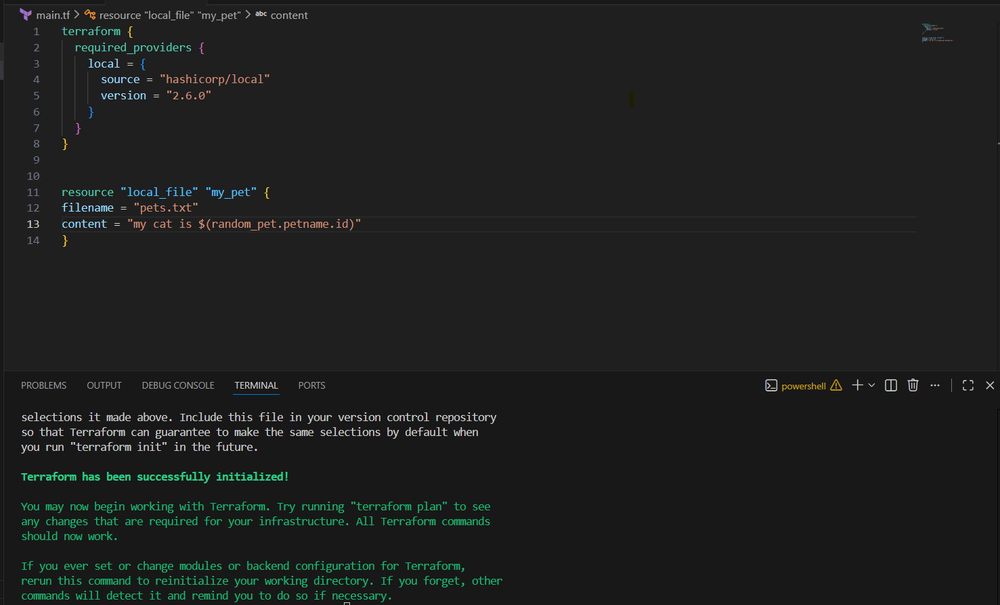 main.tf > resource "local_file" "my_pet" > abc content
1 terraform {
2   required_providers {
3     local = {
4       source = "hashicorp/local"
5       version = "2.6.0"
6     }
7   }
8 }
9
10
11 resource "local_file" "my_pet" {
12 filename = "pets.txt"
13 content = "my cat is $(random_pet.petname.id)"
14 }
PROBLEMS OUTPUT DEBUG CONSOLE TERMINAL PORTS powershell
selections it made above. Include this file in your version control repository
so that Terraform can guarantee to make the same selections by default when
you run "terraform init" in the future.
Terraform has been successfully initialized!
You may now begin working with Terraform. Try running "terraform plan" to see
any changes that are required for your infrastructure. All Terraform commands
should now work.
If you ever set or change modules or backend configuration for Terraform,
rerun this command to reinitialize your working directory. If you forget, other
commands will detect it and remind you to do so if necessary.